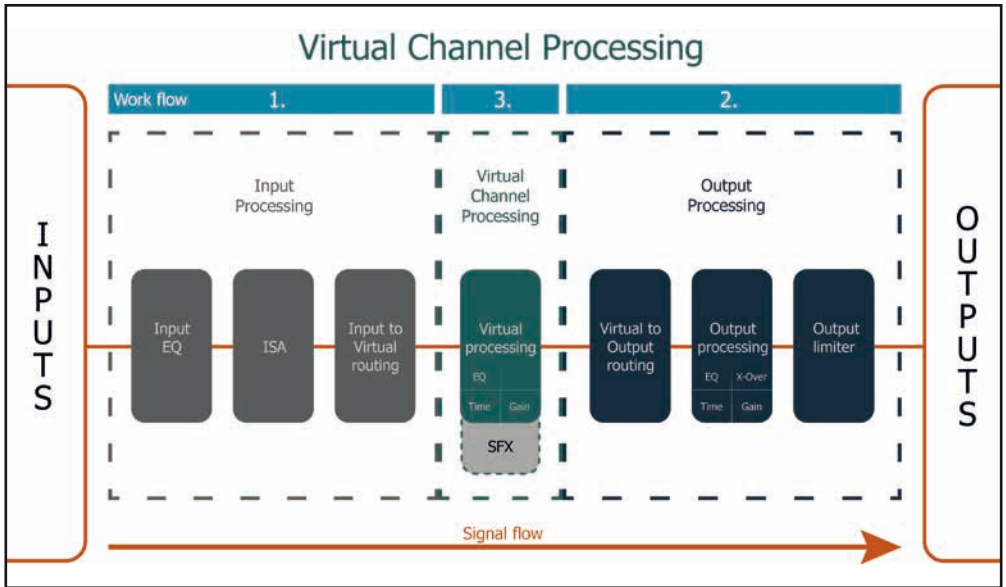 Virtual Channel Processing
Work flow 1. 3. 2.
INPUTS
Input
Processing
Virtual
Channel
Processing
Output
Processing
OUTPUTS
Input
EQ
ISA
Input to
Virtual
routing
Virtual
processing
EQ
Time Gain
SFX
Virtual to
Output
routing
Output
processing
EQ X-Over
Time Gain
Output
limiter
Signal flow